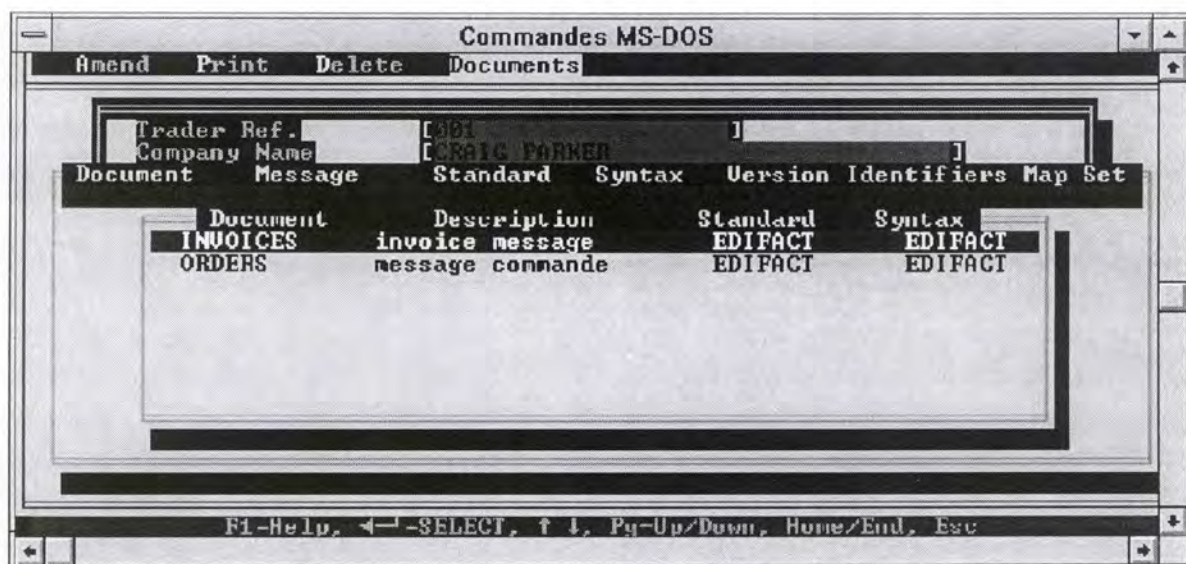 Commandes MS-DOS
Amend Print Delete Documents
Trader Ref. [001 ]
Company Name [CRAIG PARKER ]
Document Message Standard Syntax Version Identifiers Map Set
Document Description Standard Syntax
INVOICES invoice message EDIFACT EDIFACT
ORDERS message commande EDIFACT EDIFACT
F1-Help, ◄─┘-SELECT, ↑ ↓, Pg-Up/Down, Home/End, Esc